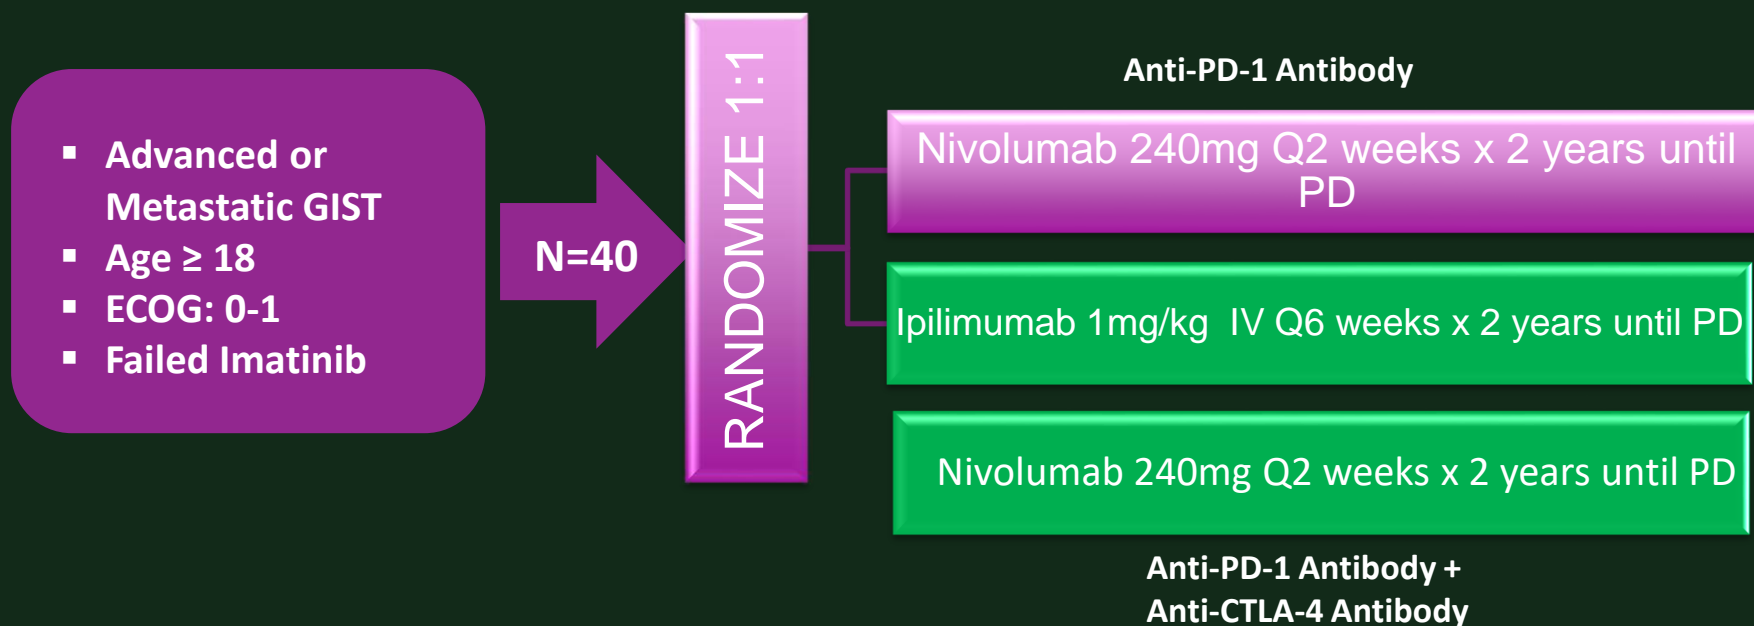 ▪ Advanced or
Metastatic GIST
▪ Age ≥ 18
▪ ECOG: 0-1
▪ Failed Imatinib
N=40
RANDOMIZE 1:1
Anti-PD-1 Antibody
Nivolumab 240mg Q2 weeks x 2 years until
PD
Ipilimumab 1mg/kg  IV Q6 weeks x 2 years until PD
Nivolumab 240mg Q2 weeks x 2 years until PD
Anti-PD-1 Antibody +
Anti-CTLA-4 Antibody